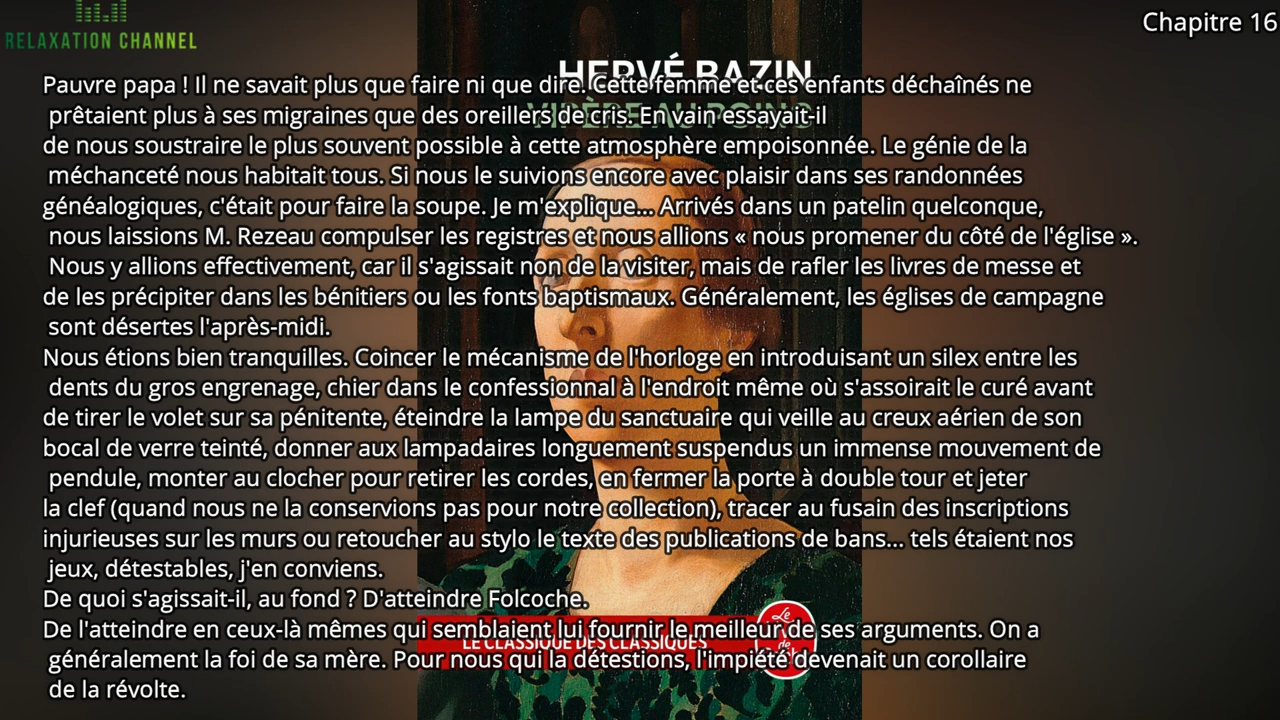 RELAXATION CHANNEL
Chapitre 16
HERVÉ BAZIN
VIPÈRE AU POING
Pauvre papa ! Il ne savait plus que faire ni que dire. Cette femme et ces enfants déchaînés ne
prêtaient plus à ses migraines que des oreillers de cris. En vain essayait-il
de nous soustraire le plus souvent possible à cette atmosphère empoisonnée. Le génie de la
méchanceté nous habitait tous. Si nous le suivions encore avec plaisir dans ses randonnées
généalogiques, c'était pour faire la soupe. Je m'explique... Arrivés dans un patelin quelconque,
nous laissions M. Rezeau compulser les registres et nous allions « nous promener du côté de l'église ».
Nous y allions effectivement, car il s'agissait non de la visiter, mais de rafler les livres de messe et
de les précipiter dans les bénitiers ou les fonts baptismaux. Généralement, les églises de campagne
sont désertes l'après-midi.
Nous étions bien tranquilles. Coincer le mécanisme de l'horloge en introduisant un silex entre les
dents du gros engrenage, chier dans le confessionnal à l'endroit même où s'assoirait le curé avant
de tirer le volet sur sa pénitente, éteindre la lampe du sanctuaire qui veille au creux aérien de son
bocal de verre teinté, donner aux lampadaires longuement suspendus un immense mouvement de
pendule, monter au clocher pour retirer les cordes, en fermer la porte à double tour et jeter
la clef (quand nous ne la conservions pas pour notre collection), tracer au fusain des inscriptions
injurieuses sur les murs ou retoucher au stylo le texte des publications de bans... tels étaient nos
jeux, détestables, j'en conviens.
De quoi s'agissait-il, au fond ? D'atteindre Folcoche.
De l'atteindre en ceux-là mêmes qui semblaient lui fournir le meilleur de ses arguments. On a
généralement la foi de sa mère. Pour nous qui la détestions, l'impiété devenait un corollaire
de la révolte.
LE CLASSIQUE DES CLASSIQUES
Le
de